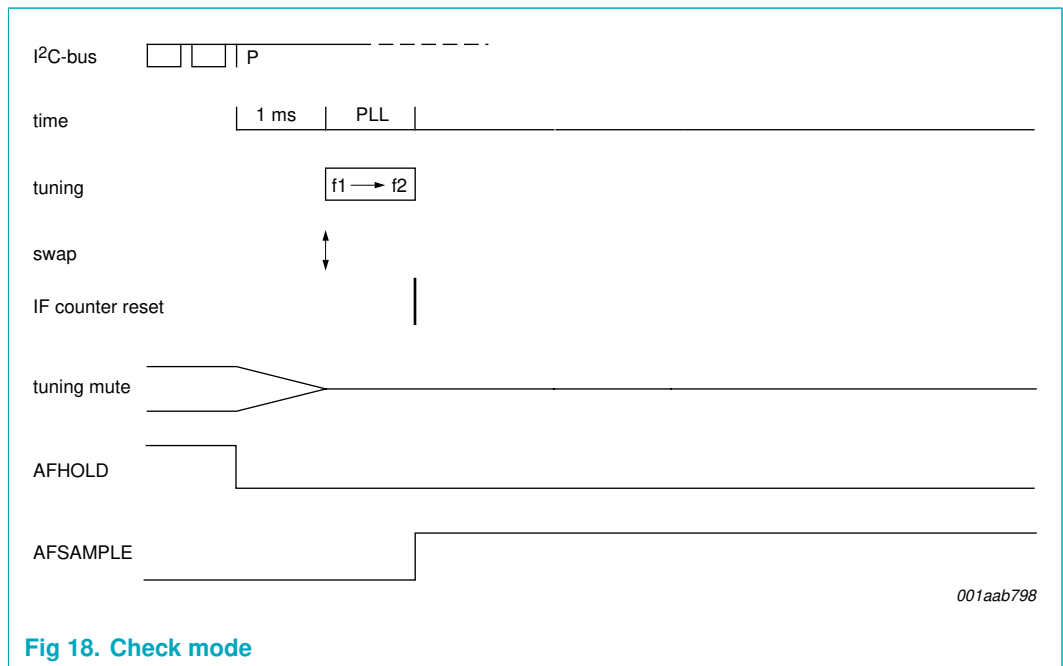 I²C-bus P
time 1 ms PLL
tuning f1 → f2
swap
IF counter reset
tuning mute
AFHOLD
AFSAMPLE
001aab798
Fig 18. Check mode